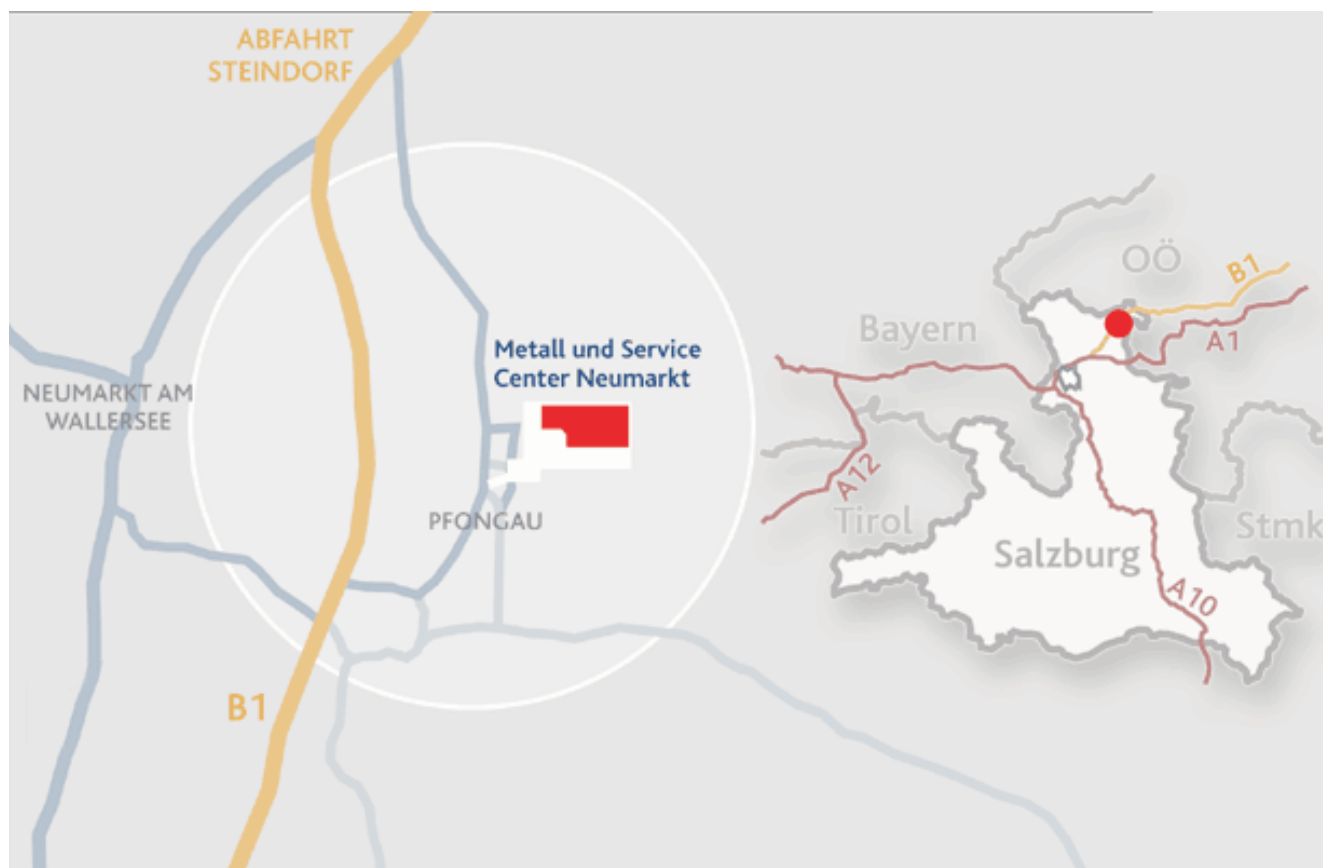 ABFAHRT
STEINDORF
Metall und Service
Center Neumarkt
NEUMARKT AM
WALLERSEE
PFONGAU
B1
OÖ
B1
Bayern
A1
A12
Tirol
Salzburg
Stmk
A10